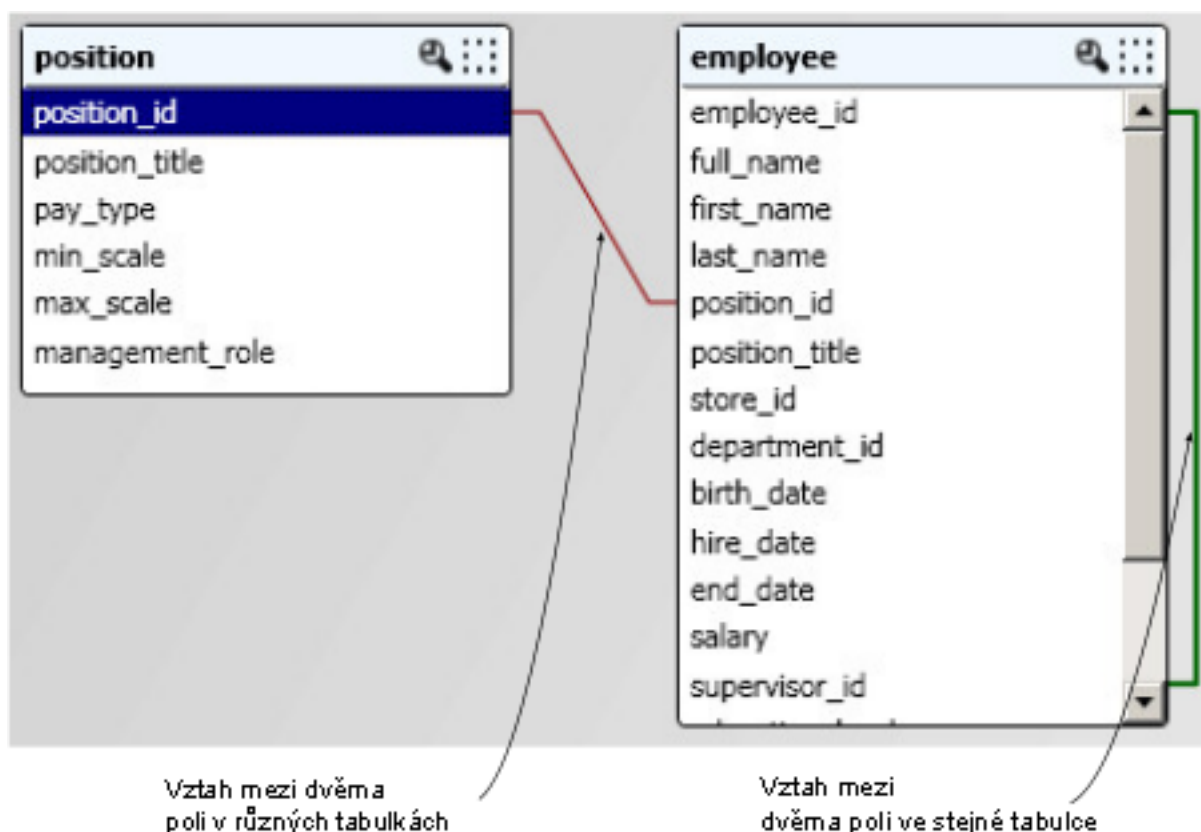 position
position_id
position_title
pay_type
min_scale
max_scale
management_role
employee
employee_id
full_name
first_name
last_name
position_id
position_title
store_id
department_id
birth_date
hire_date
end_date
salary
supervisor_id
Vztah mezi dvěma
poli v různých tabulkách
Vztah mezi
dvěma poli ve stejné tabulce